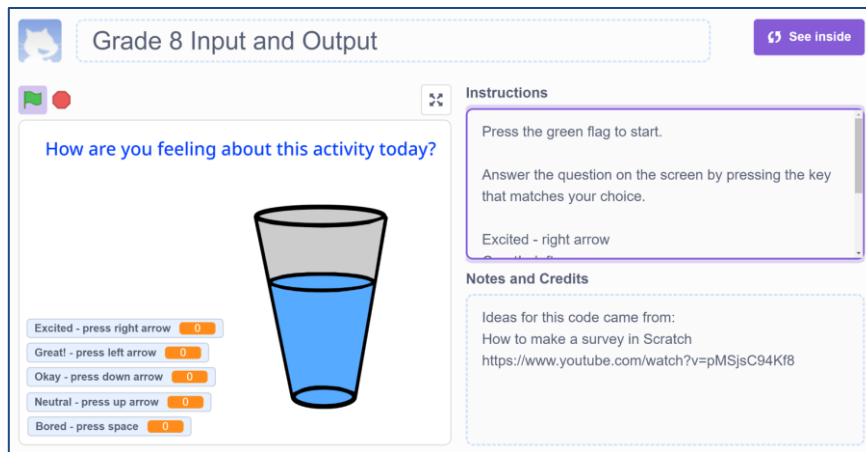 Grade 8 Input and Output
See inside
Instructions
How are you feeling about this activity today?
Press the green flag to start.
Answer the question on the screen by pressing the key
that matches your choice.
Excited - right arrow
Notes and Credits
Ideas for this code came from:
How to make a survey in Scratch
https://www.youtube.com/watch?v=pMSjsC94Kf8
Excited - press right arrow 0
Great! - press left arrow 0
Okay - press down arrow 0
Neutral - press up arrow 0
Bored - press space 0